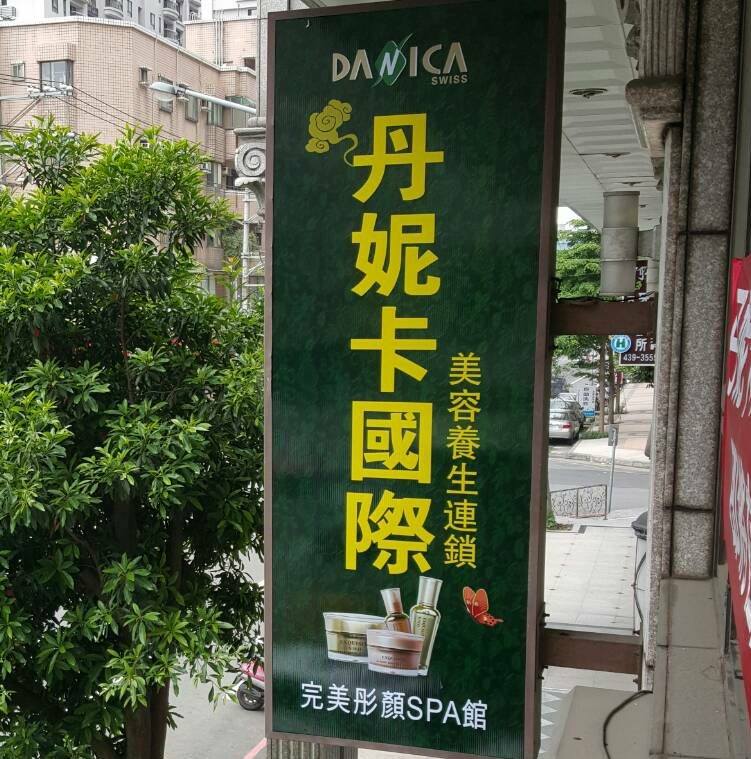 DANICA
SWISS
丹妮卡國際
美容養生連鎖
完美彤顏SPA館
所
439-355